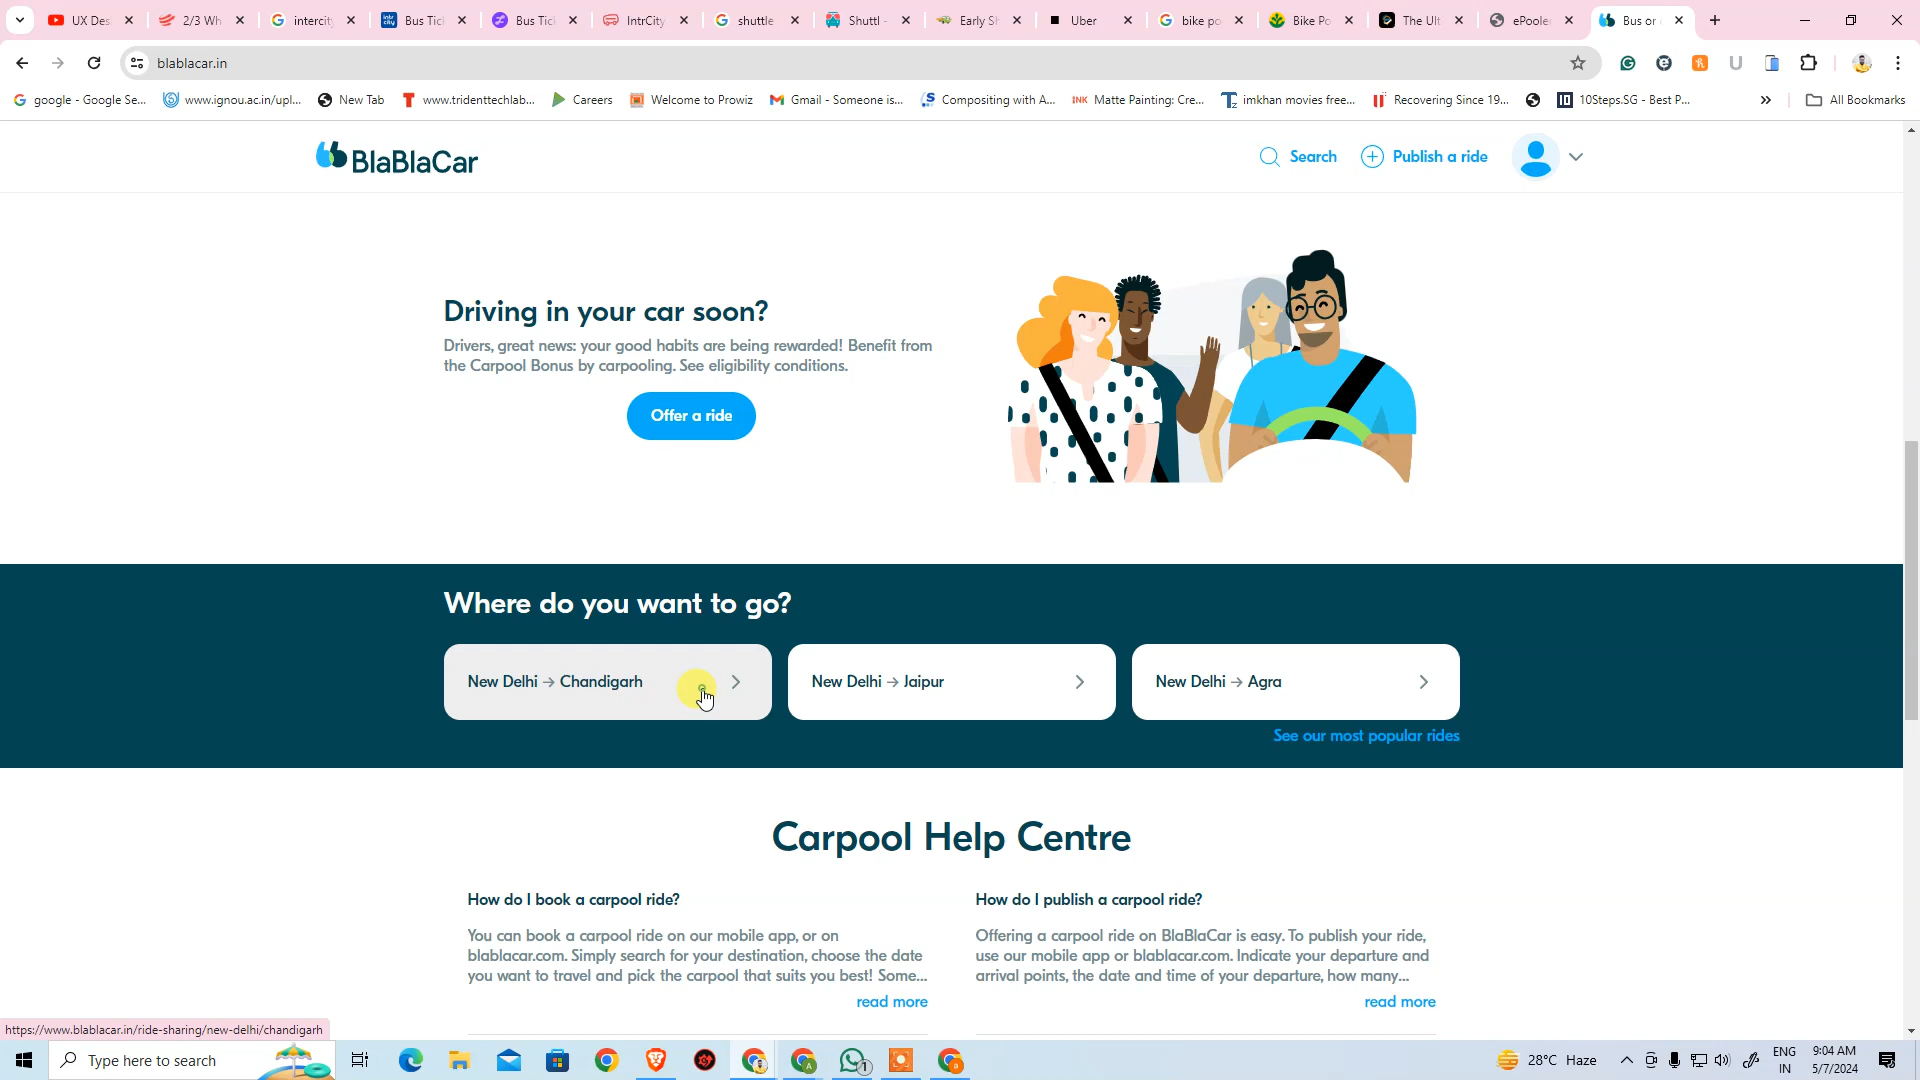 UX Des
2/3 Wh
intercity
Bus Tick
Bus Tick
IntrCity
shuttle
Shuttl -
Early Sh
Uber
bike po
Bike Po
The Ult
ePooler
Bus or
blablacar.in
google - Google Se...
www.ignou.ac.in/upl...
New Tab
www.tridenttechlab...
Careers
Welcome to Prowiz
Gmail - Someone is...
Compositing with A...
INK Matte Painting: Cre...
imkhan movies free...
Recovering Since 19...
10Steps.SG - Best P...
All Bookmarks
BlaBlaCar
Search
Publish a ride
Driving in your car soon?
Drivers, great news: your good habits are being rewarded! Benefit from
the Carpool Bonus by carpooling. See eligibility conditions.
Offer a ride
Where do you want to go?
New Delhi → Chandigarh
New Delhi → Jaipur
New Delhi → Agra
See our most popular rides
Carpool Help Centre
How do I book a carpool ride?
You can book a carpool ride on our mobile app, or on
blablacar.com. Simply search for your destination, choose the date
you want to travel and pick the carpool that suits you best! Some...
read more
How do I publish a carpool ride?
Offering a carpool ride on BlaBlaCar is easy. To publish your ride,
use our mobile app or blablacar.com. Indicate your departure and
arrival points, the date and time of your departure, how many...
read more
https://www.blablacar.in/ride-sharing/new-delhi/chandigarh
Type here to search
1
28°C Haze
ENG
IN
9:04 AM
5/7/2024